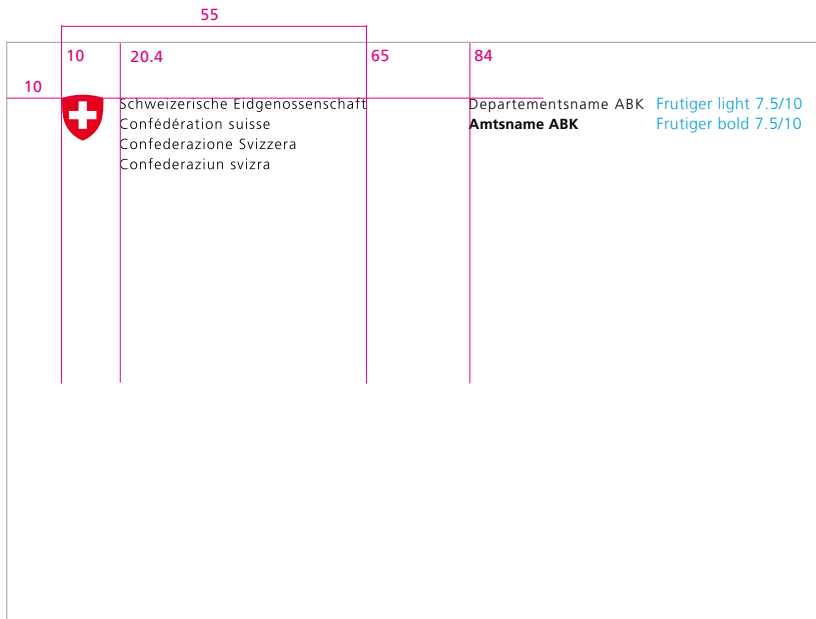 55
10
20.4
65
84
10
Schweizerische Eidgenossenschaft
Confédération suisse
Confederazione Svizzera
Confederaziun svizra
Departementsname ABK Frutiger light 7.5/10
Amtsname ABK Frutiger bold 7.5/10